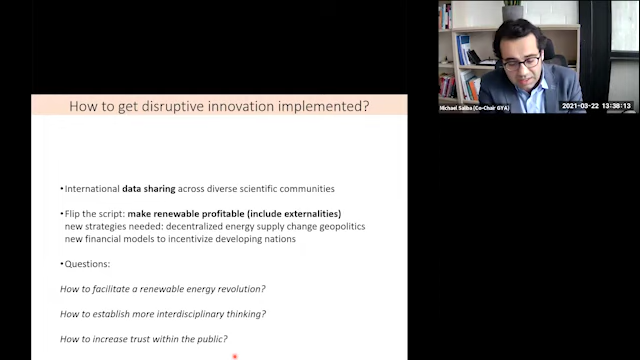 Michael Saliba (Co-Chair GYA)
2021-03-22 13:38:13
How to get disruptive innovation implemented?
•International data sharing across diverse scientific communities
•Flip the script: make renewable profitable (include externalities)
new strategies needed: decentralized energy supply change geopolitics
new financial models to incentivize developing nations
•Questions:
How to facilitate a renewable energy revolution?
How to establish more interdisciplinary thinking?
How to increase trust within the public?